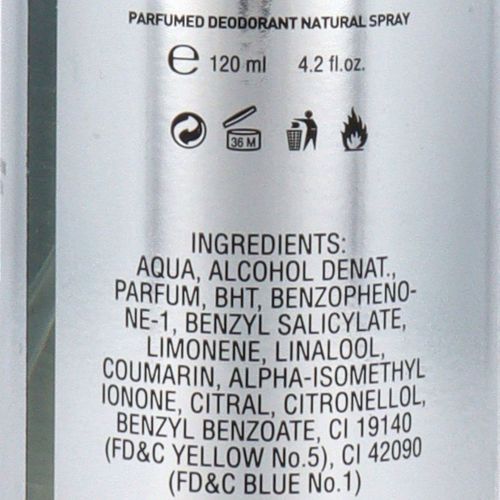 PARFUMED DEODORANT NATURAL SPRAY
℮ 120 ml 4.2 fl.oz.
36 M
INGREDIENTS:
AQUA, ALCOHOL DENAT.,
PARFUM, BHT, BENZOPHENO-
NE-1, BENZYL SALICYLATE,
LIMONENE, LINALOOL,
COUMARIN, ALPHA-ISOMETHYL
IONONE, CITRAL, CITRONELLOL,
BENZYL BENZOATE, CI 19140
(FD&C YELLOW No.5), CI 42090
(FD&C BLUE No.1)